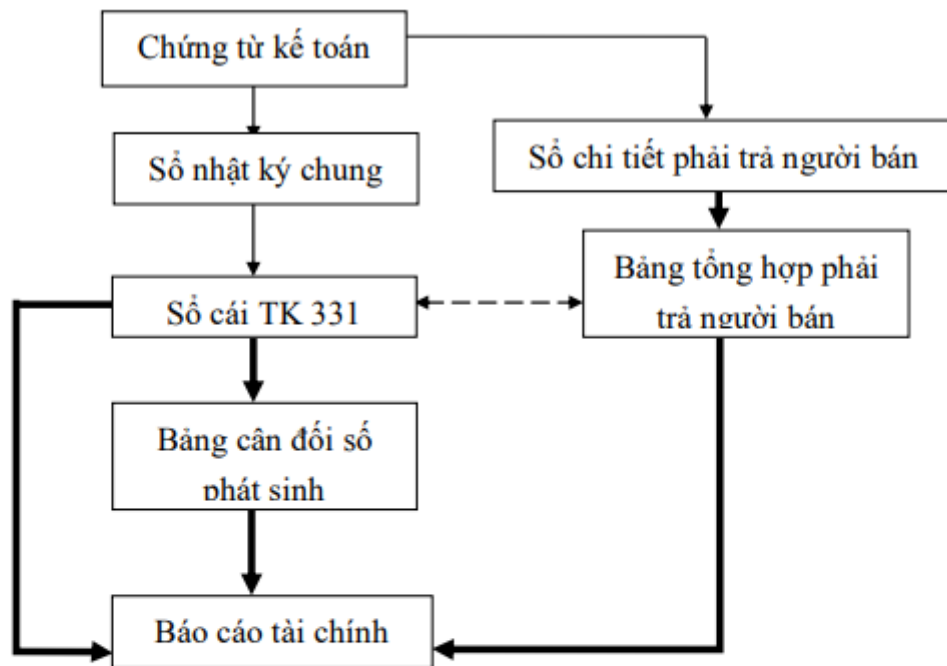 Chứng từ kế toán
Sổ nhật ký chung
Sổ chi tiết phải trả người bán
Bảng tổng hợp phải
trả người bán
Sổ cái TK 331
Bảng cân đối số
phát sinh
Báo cáo tài chính